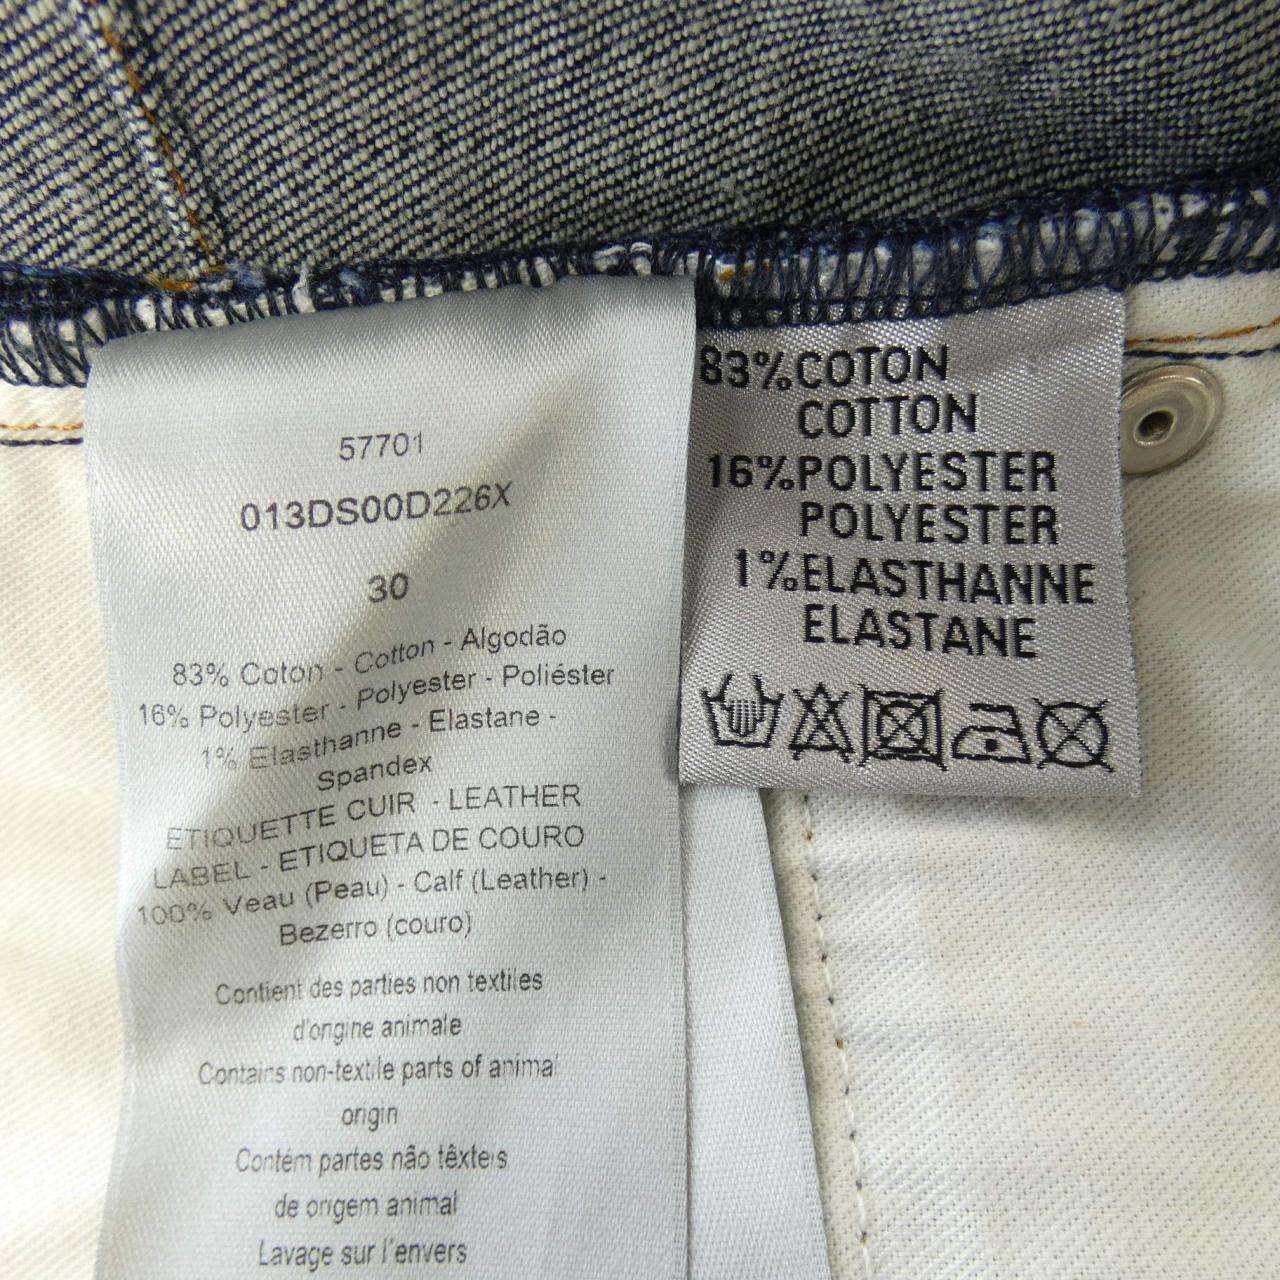 57701
013DS00D226X
30
83% Coton - Cotton - Algodão
16% Polyester - Polyester - Poliéster
1% Elasthanne - Elastane -
Spandex
ETIQUETTE CUIR - LEATHER
LABEL - ETIQUETA DE COURO
100% Veau (Peau) - Calf (Leather) -
Bezerro (couro)
Contient des parties non textiles
d'origine animale
Contains non-textile parts of animal
origin
Contém partes não têxteis
de origem animal
Lavage sur l'envers
83%COTON
COTTON
16%POLYESTER
POLYESTER
1%ELASTHANNE
ELASTANE